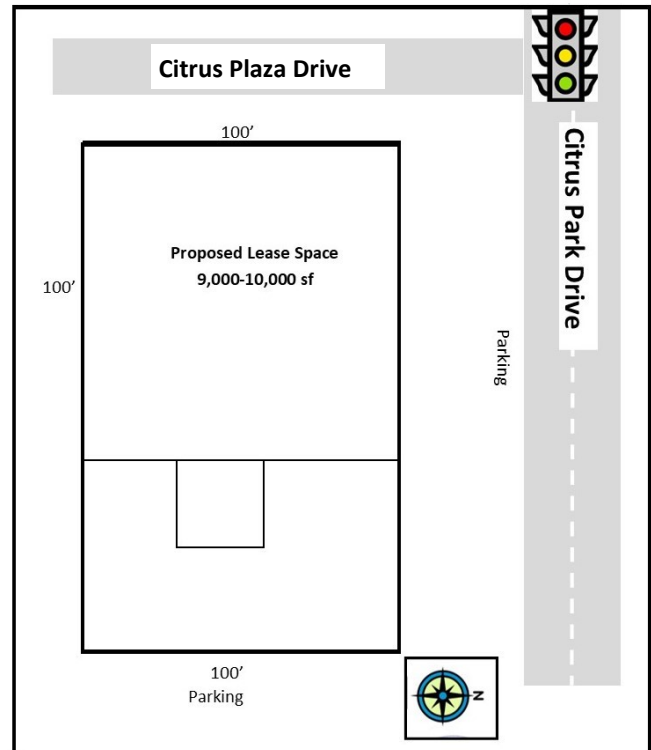 Citrus Plaza Drive
Citrus Park Drive
100’
Proposed Lease Space
9,000-10,000 sf
100’
Parking
100’
Parking
N